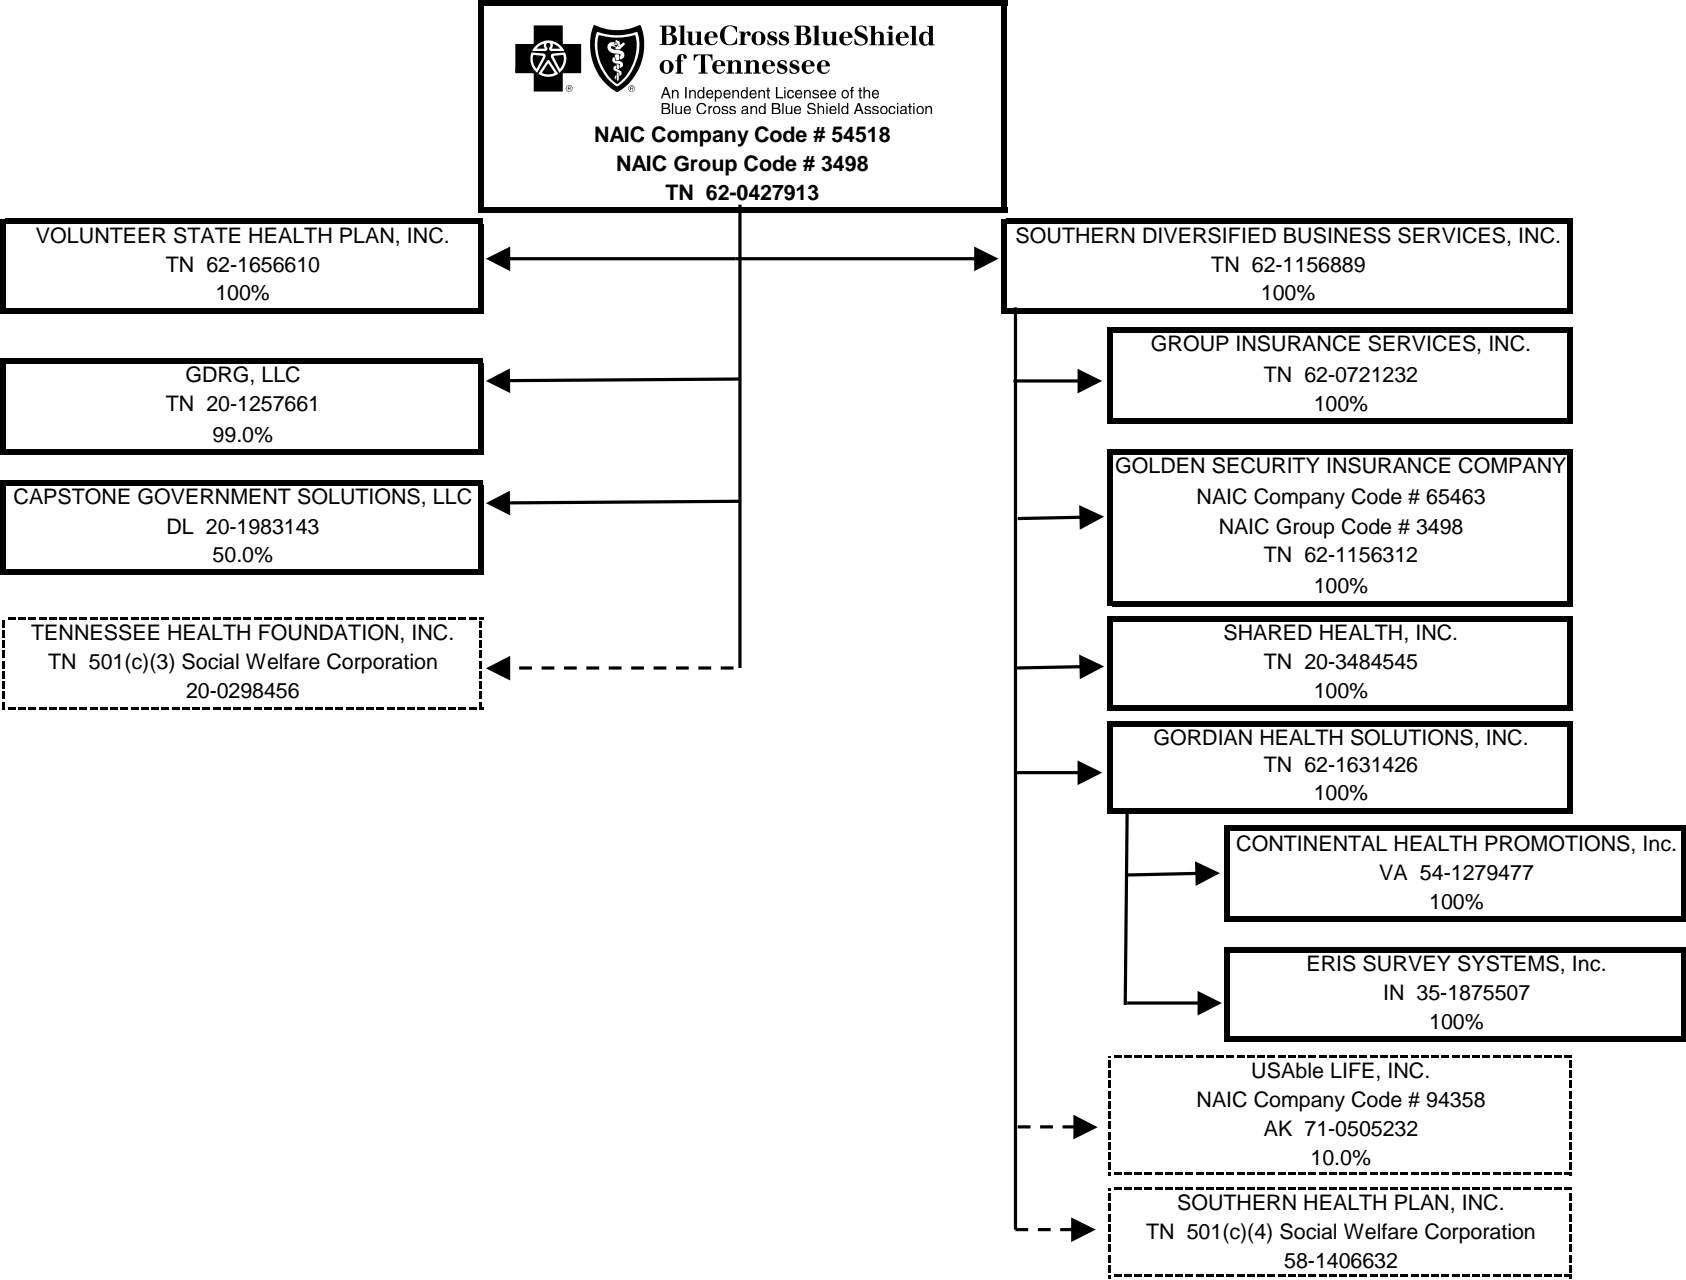 BlueCross BlueShield
of Tennessee
An Independent Licensee of the
Blue Cross and Blue Shield Association
NAIC Company Code # 54518
NAIC Group Code # 3498
TN 62-0427913
VOLUNTEER STATE HEALTH PLAN, INC.
TN 62-1656610
100%
GDRG, LLC
TN 20-1257661
99.0%
CAPSTONE GOVERNMENT SOLUTIONS, LLC
DL 20-1983143
50.0%
TENNESSEE HEALTH FOUNDATION, INC.
TN 501(c)(3) Social Welfare Corporation
20-0298456
SOUTHERN DIVERSIFIED BUSINESS SERVICES, INC.
TN 62-1156889
100%
GROUP INSURANCE SERVICES, INC.
TN 62-0721232
100%
GOLDEN SECURITY INSURANCE COMPANY
NAIC Company Code # 65463
NAIC Group Code # 3498
TN 62-1156312
100%
SHARED HEALTH, INC.
TN 20-3484545
100%
GORDIAN HEALTH SOLUTIONS, INC.
TN 62-1631426
100%
CONTINENTAL HEALTH PROMOTIONS, Inc.
VA 54-1279477
100%
ERIS SURVEY SYSTEMS, Inc.
IN 35-1875507
100%
USAble LIFE, INC.
NAIC Company Code # 94358
AK 71-0505232
10.0%
SOUTHERN HEALTH PLAN, INC.
TN 501(c)(4) Social Welfare Corporation
58-1406632